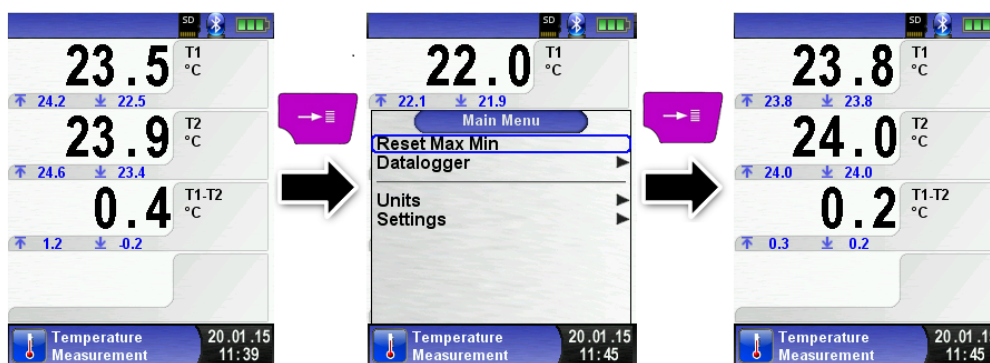 SD
23.5 T1
°C
24.2 22.5
23.9 T2
°C
24.6 23.4
0.4 T1-T2
°C
1.2 -0.2
Temperature
Measurement
20.01.15
11:39
SD
22.0 T1
°C
22.1 21.9
Main Menu
Reset Max Min
Datalogger
Units
Settings
Temperature
Measurement
20.01.15
11:45
SD
23.8 T1
°C
23.8 23.8
24.0 T2
°C
24.0 24.0
0.2 T1-T2
°C
0.3 0.2
Temperature
Measurement
20.01.1
11:45